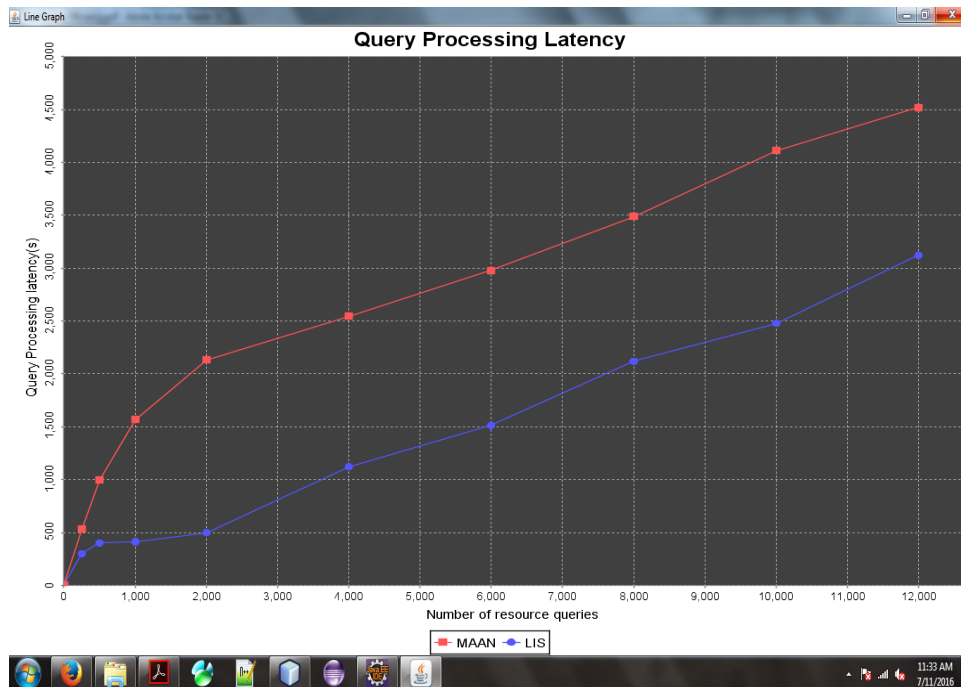 Line Graph
Query Processing Latency
Query Processing latency(s)
5,000
4,500
4,000
3,500
3,000
2,500
2,000
1,500
1,000
500
0
0 1,000 2,000 3,000 4,000 5,000 6,000 7,000 8,000 9,000 10,000 11,000 12,000
Number of resource queries
MAAN LIS
Java EE
IDE
11:33 AM
7/11/2016